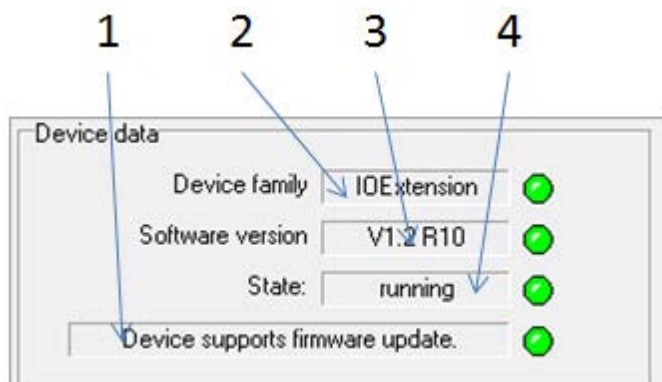 1 2 3 4
Device data
Device family IOExtension
Software version V1.2 R10
State: running
Device supports firmware update.